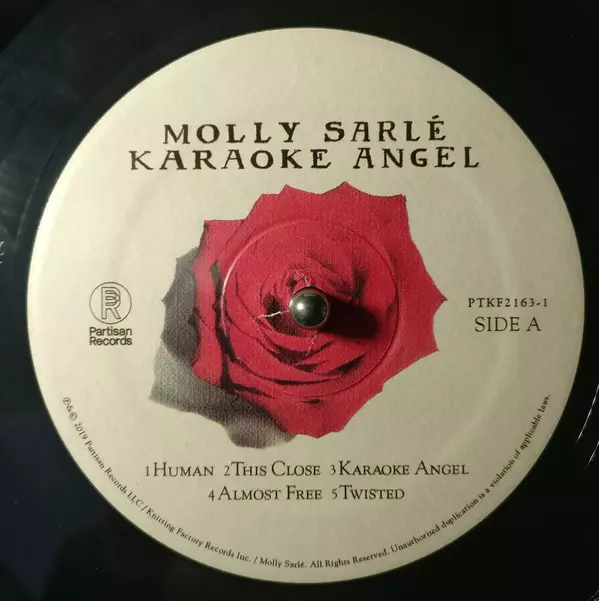 MOLLY SARLÉ
KARAOKE ANGEL
PR
Partisan
Records
PTKF2163-1
SIDE A
1 HUMAN 2 THIS CLOSE 3 KARAOKE ANGEL
4 ALMOST FREE 5 TWISTED
℗& © 2019 Partisan Records LLC / Knitting Factory Records Inc. / Molly Sarlé. All Rights Reserved. Unauthorized duplication is a violation of applicable laws.